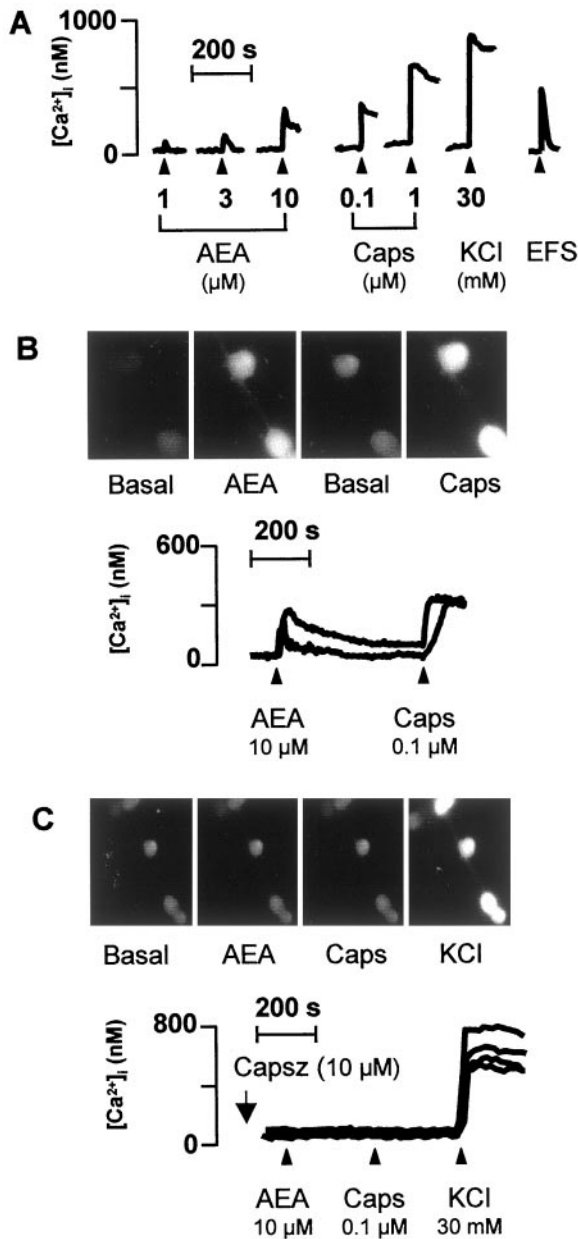 A
1000
0
[Ca²⁺]ᵢ (nM)
200 s
1 3 10 0.1 1 30
AEA Caps KCl EFS
(µM) (µM) (mM)
B
Basal AEA Basal Caps
600
0
[Ca²⁺]ᵢ (nM)
200 s
AEA Caps
10 µM 0.1 µM
C
Basal AEA Caps KCl
800
0
[Ca²⁺]ᵢ (nM)
200 s
Capsz (10 µM)
AEA Caps KCl
10 µM 0.1 µM 30 mM